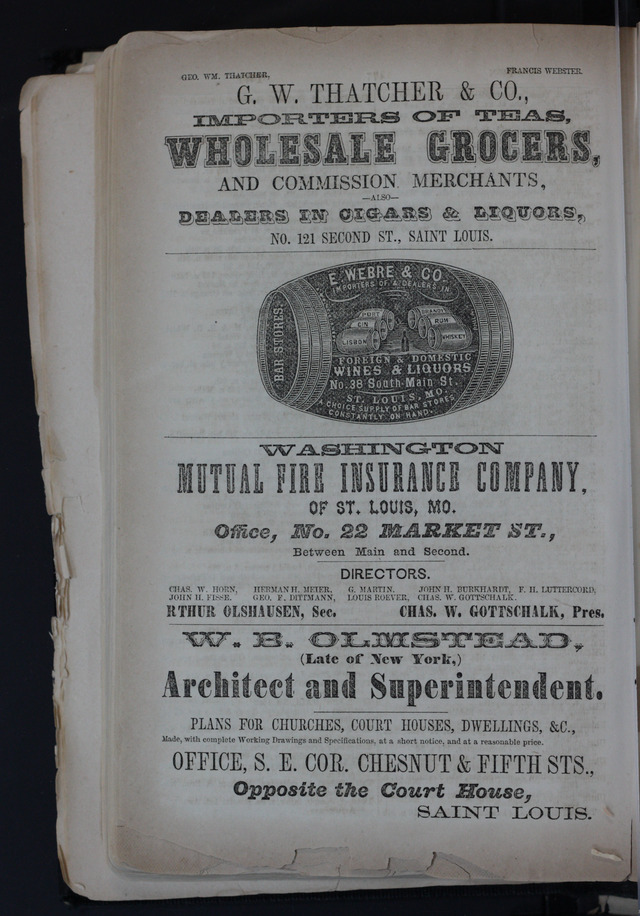 GEO. WM. THATCHER, FRANCIS WEBSTER.
G. W. THATCHER & CO.,
IMPORTERS OF TEAS,
WHOLESALE GROCERS,
AND COMMISSION MERCHANTS,
—ALSO—
DEALERS IN CIGARS & LIQUORS,
NO. 121 SECOND ST., SAINT LOUIS.
E. WEBRE & CO.
IMPORTERS OF & DEALERS IN
BAR STORES.
PORT
BRANDY
GIN
RUM
LISBON
WHISKEY
FOREIGN & DOMESTIC
WINES & LIQUORS
No. 38 South Main St.
ST. LOUIS, MO.
A CHOICE SUPPLY OF BAR STORES
CONSTANTLY ON HAND.
WASHINGTON
MUTUAL FIRE INSURANCE COMPANY,
OF ST. LOUIS, MO.
Office, No. 22 MARKET ST.,
Between Main and Second.
DIRECTORS.
CHAS. W. HORN, HERMAN H. MEIER, G. MARTIN, JOHN H. BURKHARDT, F. H. LUTTERCORD,
JOHN H. FISSE, GEO. F. DITTMANN, LOUIS ROEVER, CHAS. W. GOTTSCHALK.
RTHUR OLSHAUSEN, Sec. CHAS. W. GOTTSCHALK, Pres.
W. B. OLMSTEAD,
(Late of New York,)
Architect and Superintendent.
PLANS FOR CHURCHES, COURT HOUSES, DWELLINGS, &C.,
Made, with complete Working Drawings and Specifications, at a short notice, and at a reasonable price.
OFFICE, S. E. COR. CHESNUT & FIFTH STS.,
Opposite the Court House,
SAINT LOUIS.